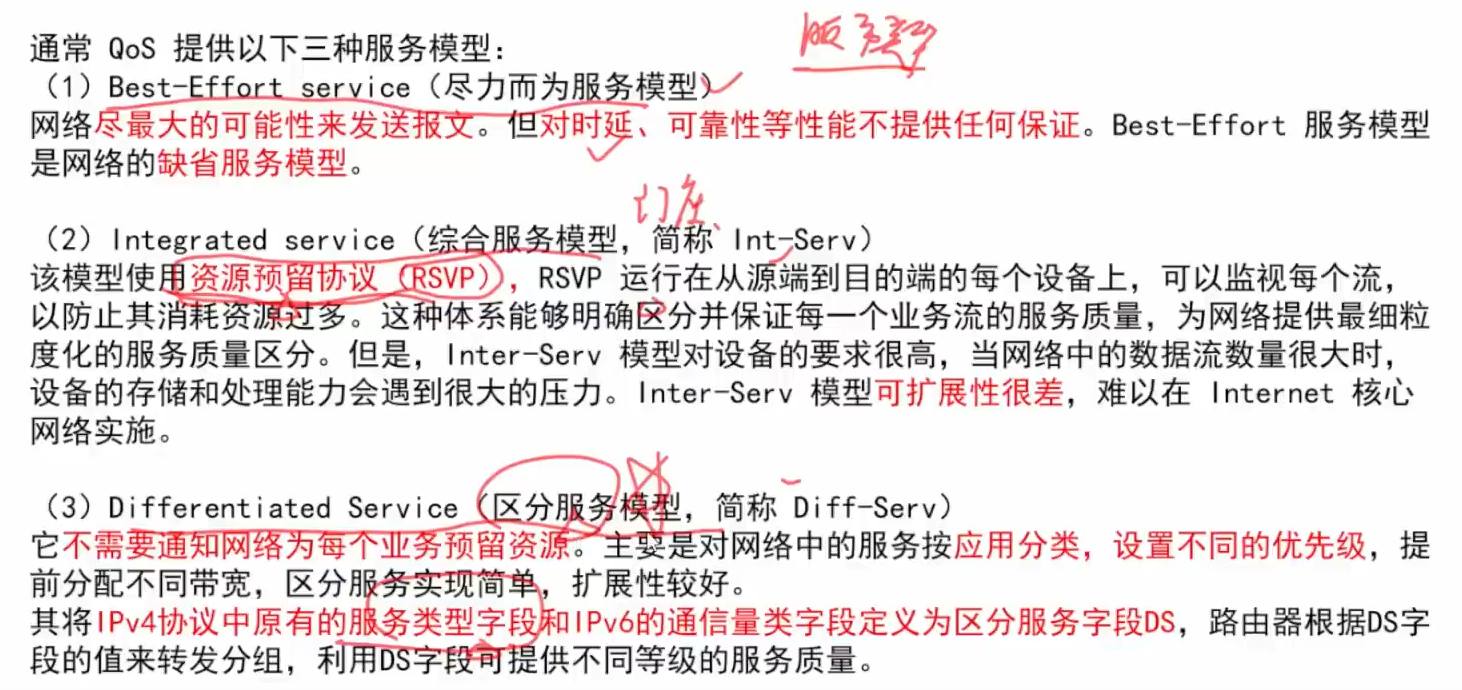 服务类型
通常 QoS 提供以下三种服务模型：
（1）Best-Effort service（尽力而为服务模型）
网络尽最大的可能性来发送报文。但对时延、可靠性等性能不提供任何保证。Best-Effort 服务模型
是网络的缺省服务模型。
（2）Integrated service（综合服务模型，简称 Int-Serv）
该模型使用资源预留协议（RSVP），RSVP 运行在从源端到目的端的每个设备上，可以监视每个流，
以防止其消耗资源过多。这种体系能够明确区分并保证每一个业务流的服务质量，为网络提供最细粒
度化的服务质量区分。但是，Inter-Serv 模型对设备的要求很高，当网络中的数据流数量很大时，
设备的存储和处理能力会遇到很大的压力。Inter-Serv 模型可扩展性很差，难以在 Internet 核心
网络实施。
（3）Differentiated Service（区分服务模型，简称 Diff-Serv）
它不需要通知网络为每个业务预留资源。主要是对网络中的服务按应用分类，设置不同的优先级，提
前分配不同带宽，区分服务实现简单，扩展性较好。
其将IPv4协议中原有的服务类型字段和IPv6的通信量类字段定义为区分服务字段DS，路由器根据DS字
段的值来转发分组，利用DS字段可提供不同等级的服务质量。